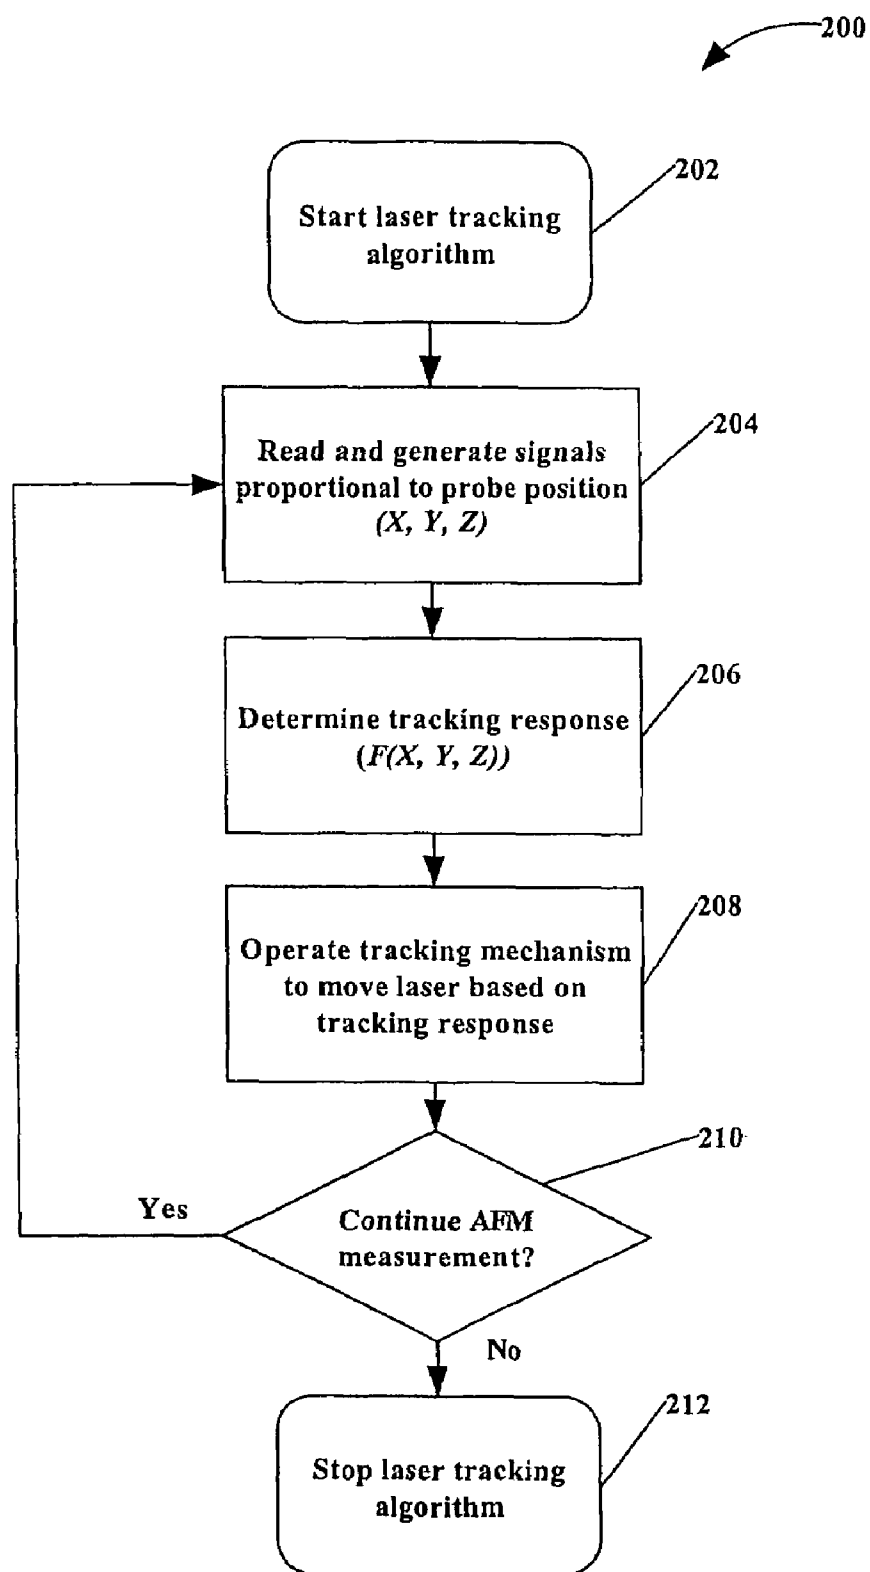 200
202
Start laser tracking
algorithm
204
Read and generate signals
proportional to probe position
(X, Y, Z)
206
Determine tracking response
(F(X, Y, Z))
208
Operate tracking mechanism
to move laser based on
tracking response
210
Yes
Continue AFM
measurement?
No
212
Stop laser tracking
algorithm